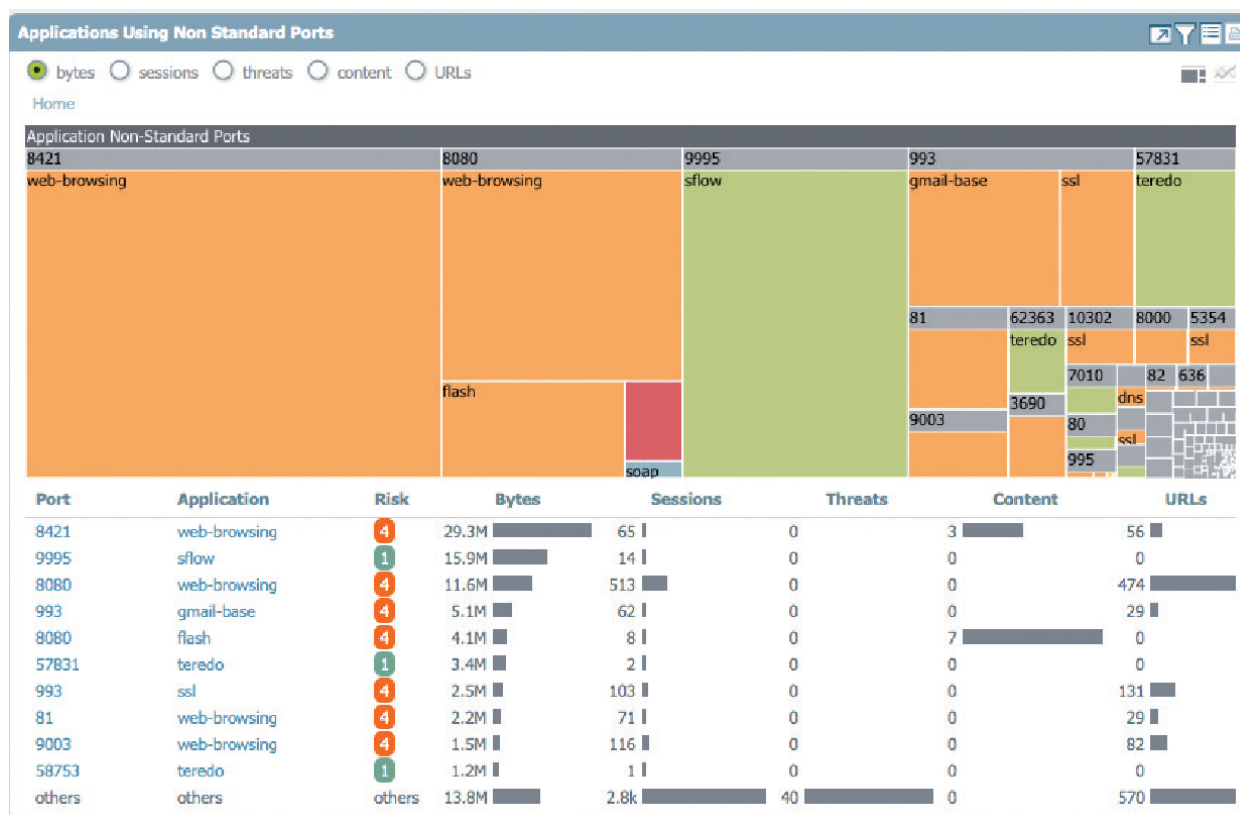 Applications Using Non Standard Ports
bytes sessions threats content URLs
Home
Application Non-Standard Ports
8421 8080 9995 993 57831
web-browsing web-browsing sflow gmail-base ssl teredo
81 62363 10302 8000 5354
teredo ssl ssl
7010 82 636
flash dns
3690
9003 80
ssl
995
soap
Port Application Risk Bytes Sessions Threats Content URLs
8421 web-browsing 4 29.3M 65 0 3 56
9995 sflow 1 15.9M 14 0 0 0
8080 web-browsing 4 11.6M 513 0 0 474
993 gmail-base 4 5.1M 62 0 0 29
8080 flash 4 4.1M 8 0 7 0
57831 teredo 1 3.4M 2 0 0 0
993 ssl 4 2.5M 103 0 0 131
81 web-browsing 4 2.2M 71 0 0 29
9003 web-browsing 4 1.5M 116 0 0 82
58753 teredo 1 1.2M 1 0 0 0
others others others 13.8M 2.8k 40 0 570